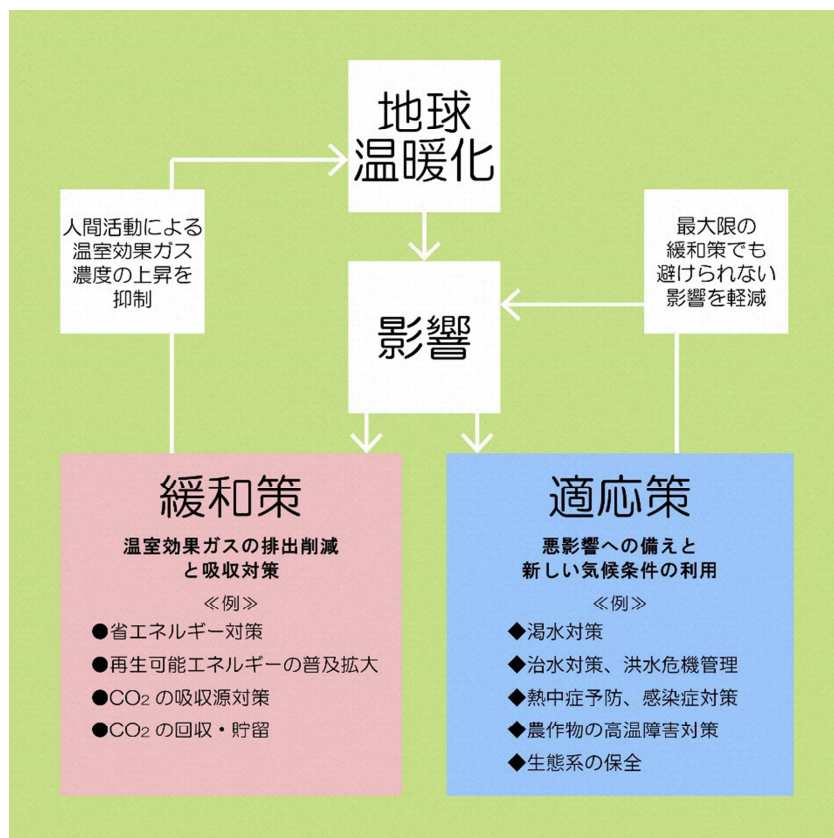 地球
温暖化
人間活動による
温室効果ガス
濃度の上昇を
抑制
最大限の
緩和策でも
避けられない
影響を軽減
影響
緩和策
温室効果ガスの排出削減
と吸収対策
≪例≫
●省エネルギー対策
●再生可能エネルギーの普及拡大
●CO₂の吸収源対策
●CO₂の回収・貯留
適応策
悪影響への備えと
新しい気候条件の利用
≪例≫
◆渇水対策
◆治水対策、洪水危機管理
◆熱中症予防、感染症対策
◆農作物の高温障害対策
◆生態系の保全